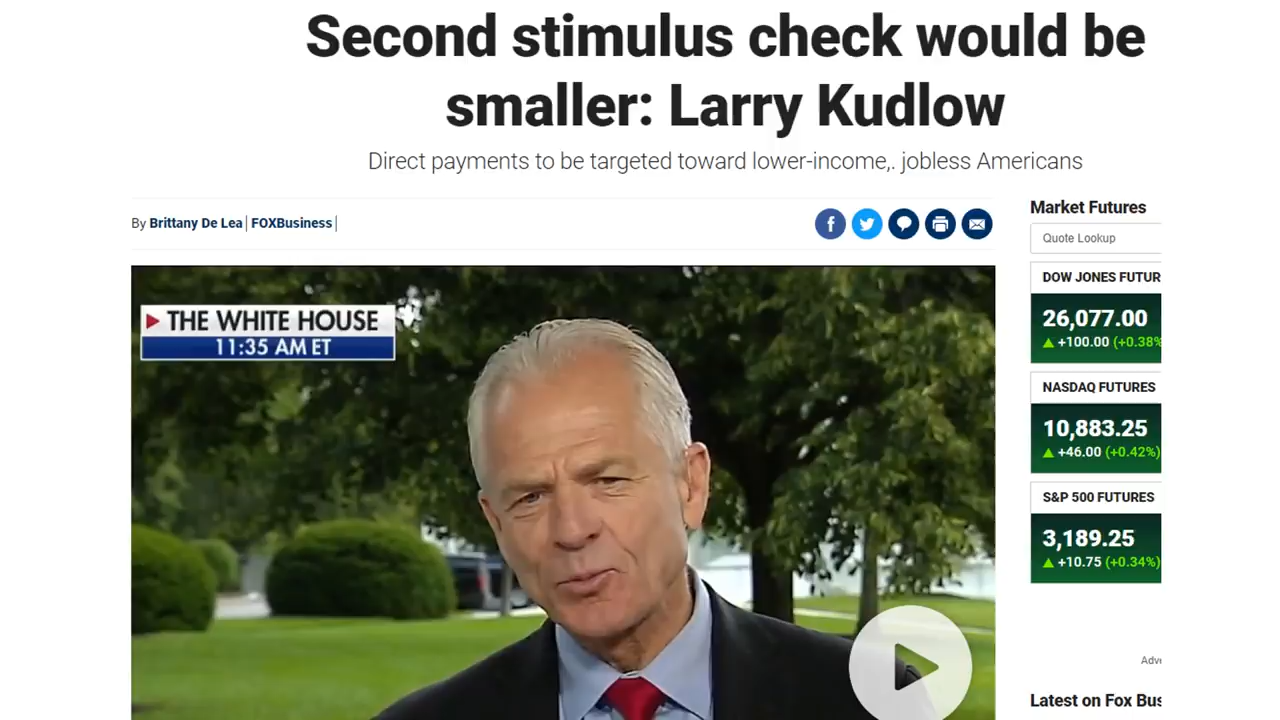 Second stimulus check would be
smaller: Larry Kudlow
Direct payments to be targeted toward lower-income,. jobless Americans
By Brittany De Lea | FOXBusiness |
Market Futures
Quote Lookup
THE WHITE HOUSE
11:35 AM ET
DOW JONES FUTUR
26,077.00
+100.00 (+0.38%
NASDAQ FUTURES
10,883.25
+46.00 (+0.42%)
S&P 500 FUTURES
3,189.25
+10.75 (+0.34%)
Adve
Latest on Fox Bus